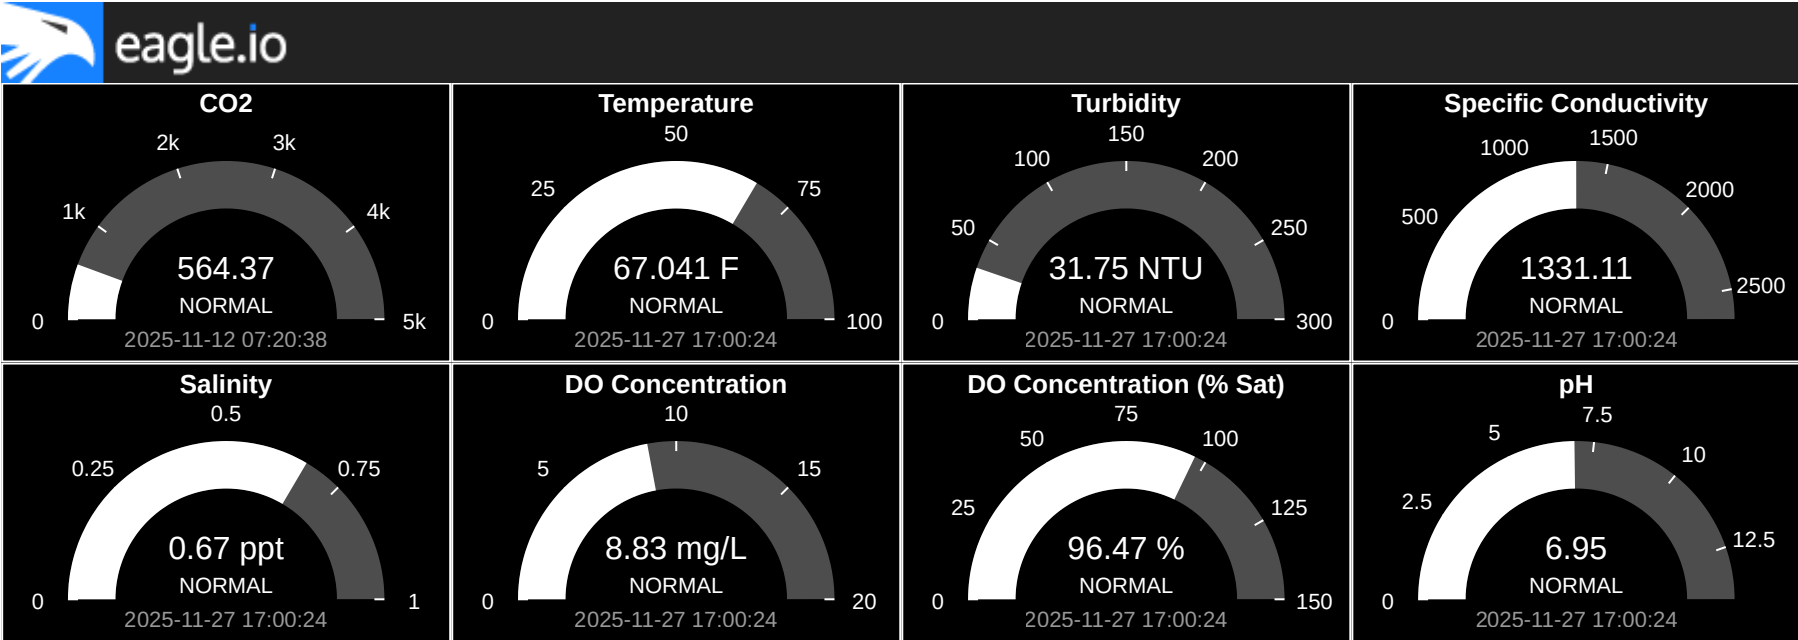 eagle.io
CO2
2k
3k
1k
4k
564.37
NORMAL
0
5k
2025-11-12 07:20:38
Temperature
50
25
75
67.041 F
NORMAL
0
100
2025-11-27 17:00:24
Turbidity
150
100
200
50
250
31.75 NTU
NORMAL
0
300
2025-11-27 17:00:24
Specific Conductivity
1500
1000
2000
500
2500
1331.11
NORMAL
0
2025-11-27 17:00:24
Salinity
0.5
0.25
0.75
0.67 ppt
NORMAL
0
1
2025-11-27 17:00:24
DO Concentration
10
5
15
8.83 mg/L
NORMAL
0
20
2025-11-27 17:00:24
DO Concentration (% Sat)
75
50
100
25
125
96.47 %
NORMAL
0
150
2025-11-27 17:00:24
pH
7.5
5
10
2.5
12.5
6.95
NORMAL
0
2025-11-27 17:00:24